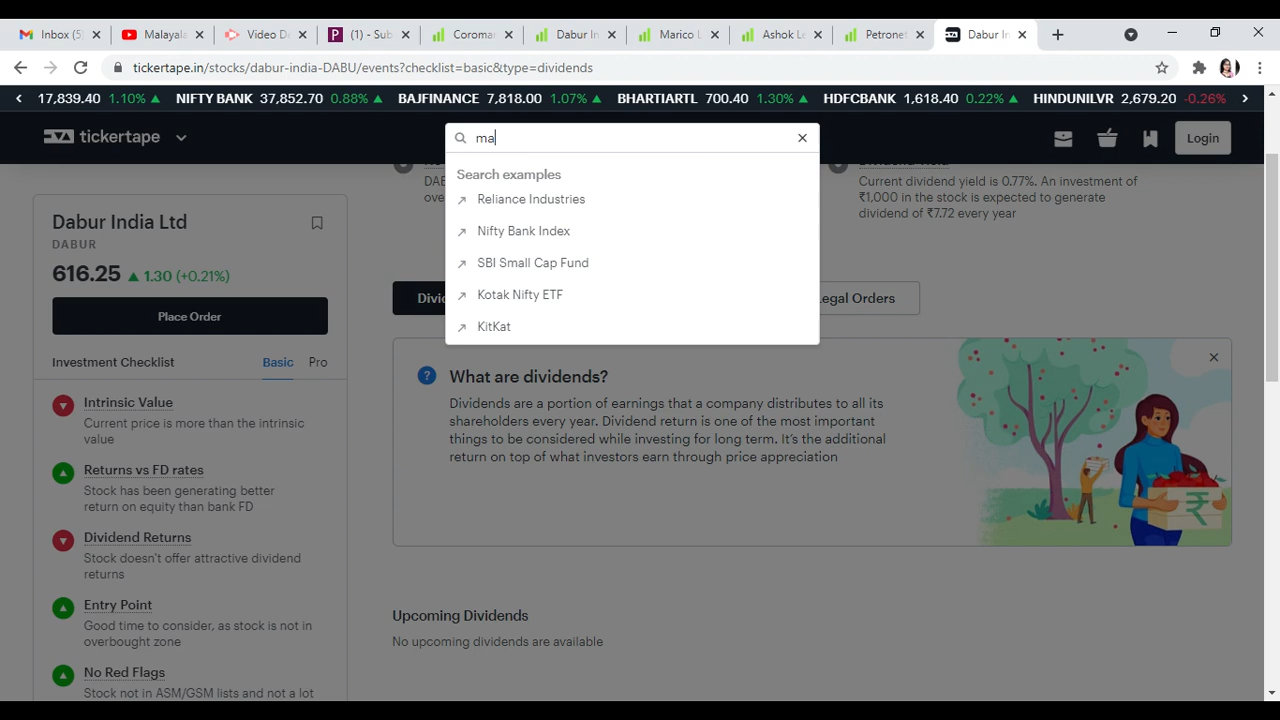 Inbox (5
Malayala
Video D
(1) - Sub
Coroman
Dabur In
Marico L
Ashok Le
Petronet
Dabur In
tickertape.in/stocks/dabur-india-DABU/events?checklist=basic&type=dividends
17,839.40 1.10% NIFTY BANK 37,852.70 0.88% BAJFINANCE 7,818.00 1.07% BHARTIARTL 700.40 1.30% HDFCBANK 1,618.40 0.22% HINDUNILVR 2,679.20 -0.26%
tickertape
ma
Login
Search examples
Reliance Industries
Nifty Bank Index
SBI Small Cap Fund
Kotak Nifty ETF
KitKat
Current dividend yield is 0.77%. An investment of
₹1,000 in the stock is expected to generate
dividend of ₹7.72 every year
Dabur India Ltd
DABUR
616.25 1.30 (+0.21%)
Place Order
Investment Checklist Basic Pro
Intrinsic Value
Current price is more than the intrinsic
value
Returns vs FD rates
Stock has been generating better
return on equity than bank FD
Dividend Returns
Stock doesn't offer attractive dividend
returns
Entry Point
Good time to consider, as stock is not in
overbought zone
No Red Flags
Stock not in ASM/GSM lists and not a lot
Legal Orders
What are dividends?
Dividends are a portion of earnings that a company distributes to all its
shareholders every year. Dividend return is one of the most important
things to be considered while investing for long term. It's the additional
return on top of what investors earn through price appreciation
₹
Upcoming Dividends
No upcoming dividends are available